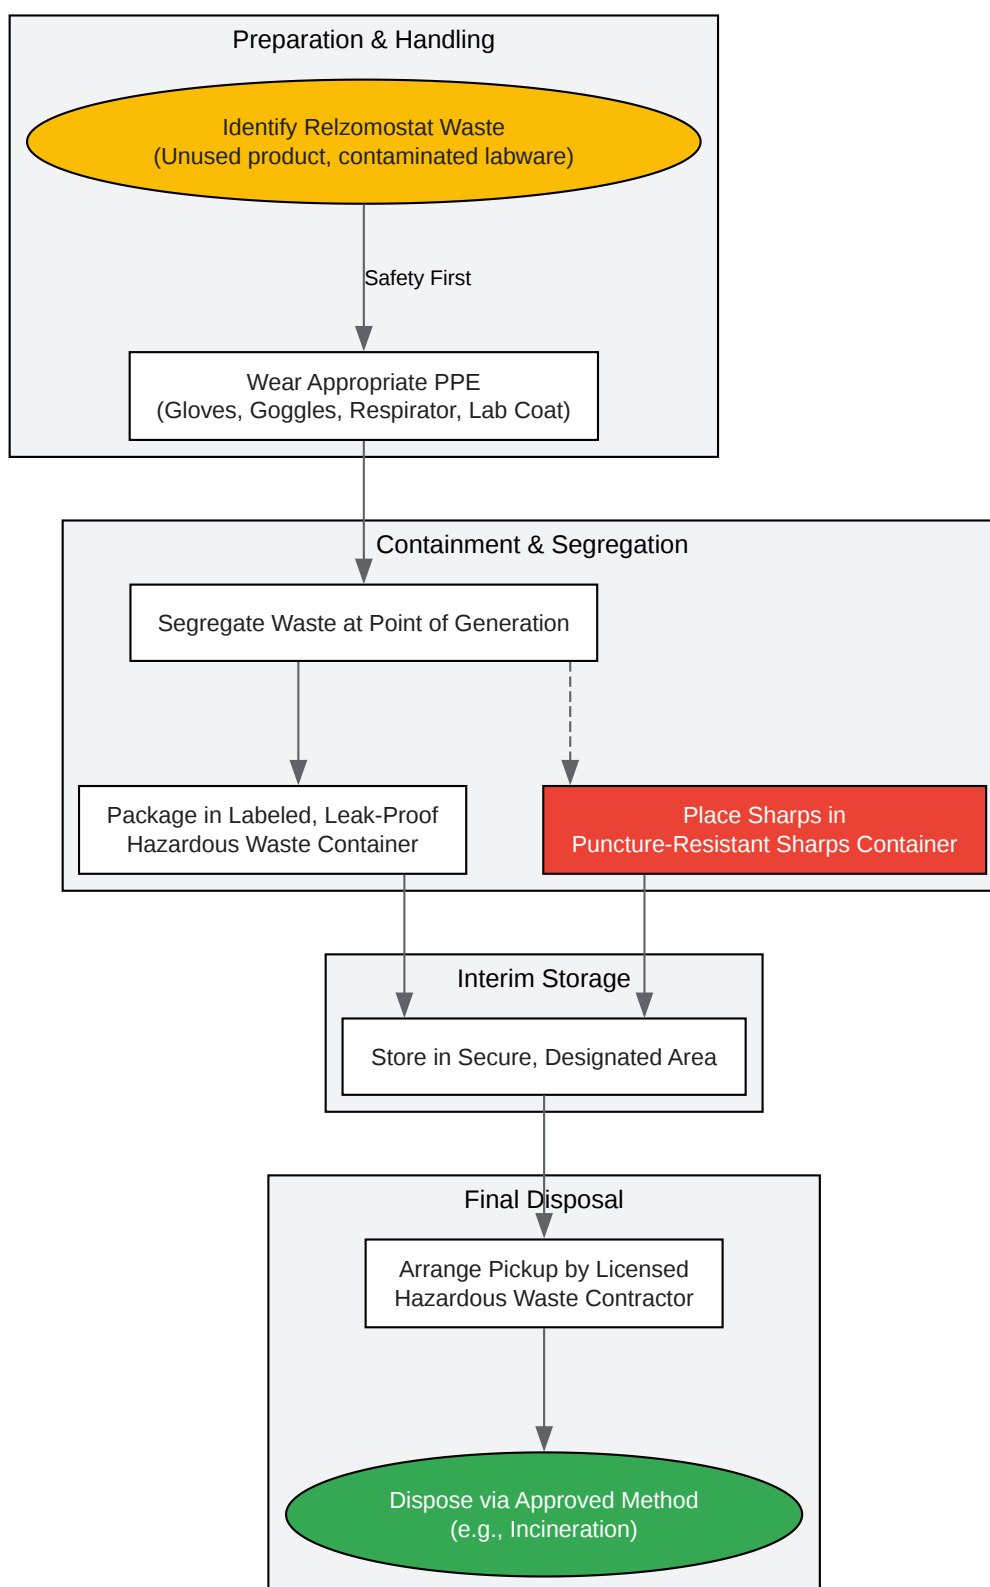 Preparation & Handling
Identify Relzomostat Waste
(Unused product, contaminated labware)
Safety First
Wear Appropriate PPE
(Gloves, Goggles, Respirator, Lab Coat)
Containment & Segregation
Segregate Waste at Point of Generation
Package in Labeled, Leak-Proof
Hazardous Waste Container
Place Sharps in
Puncture-Resistant Sharps Container
Interim Storage
Store in Secure, Designated Area
Final Disposal
Arrange Pickup by Licensed
Hazardous Waste Contractor
Dispose via Approved Method
(e.g., Incineration)